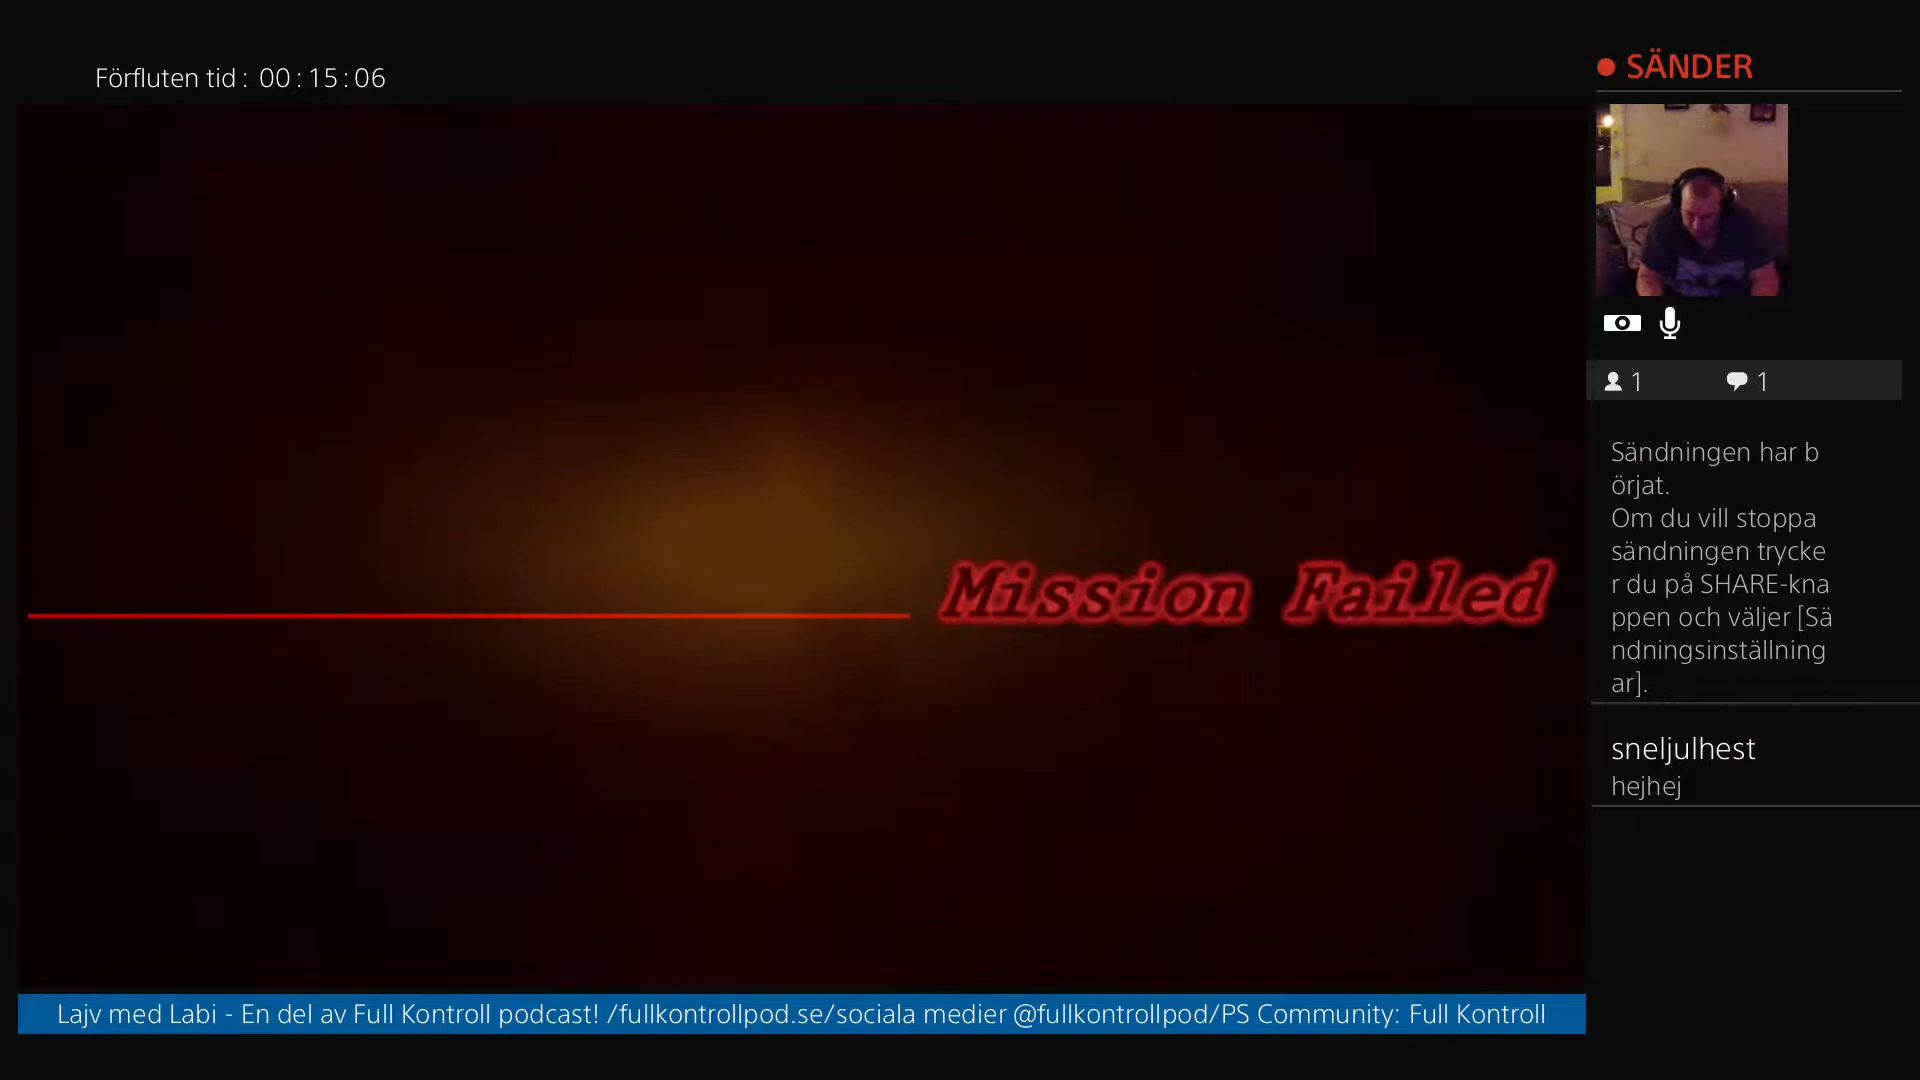 Förfluten tid : 00 : 15 : 06
SÄNDER
1 1
Sändningen har b
örjat.
Om du vill stoppa
sändningen trycke
r du på SHARE-kna
ppen och väljer [Sä
ndningsinställning
ar].
sneljulhest
hejhej
Mission Failed
Lajv med Labi - En del av Full Kontroll podcast! /fullkontrollpod.se/sociala medier @fullkontrollpod/PS Community: Full Kontroll